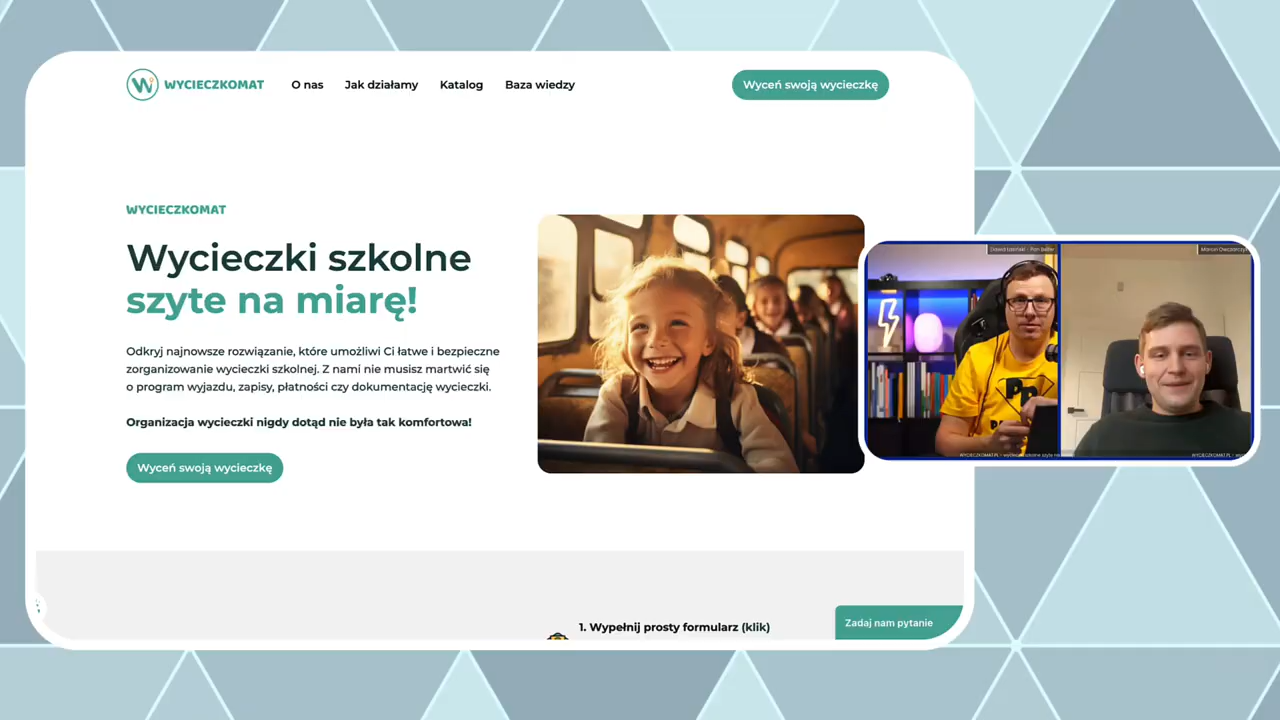 WYCIECZKOMAT
O nas
Jak działamy
Katalog
Baza wiedzy
Wyceń swoją wycieczkę
WYCIECZKOMAT
Wycieczki szkolne
szyte na miarę!
Odkryj najnowsze rozwiązanie, które umożliwi Ci łatwe i bezpieczne
zorganizowanie wycieczki szkolnej. Z nami nie musisz martwić się
o program wyjazdu, zapisy, płatności czy dokumentację wycieczki.
Organizacja wycieczki nigdy dotąd nie była tak komfortowa!
Wyceń swoją wycieczkę
1. Wypełnij prosty formularz (klik)
Zadaj nam pytanie